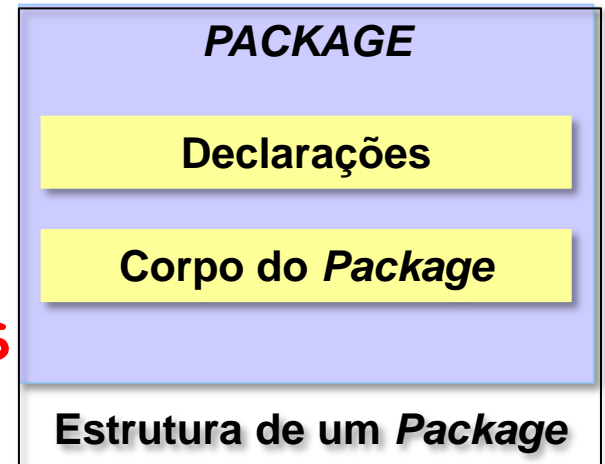 PACKAGE
Declarações
Corpo do Package
s
Estrutura de um Package